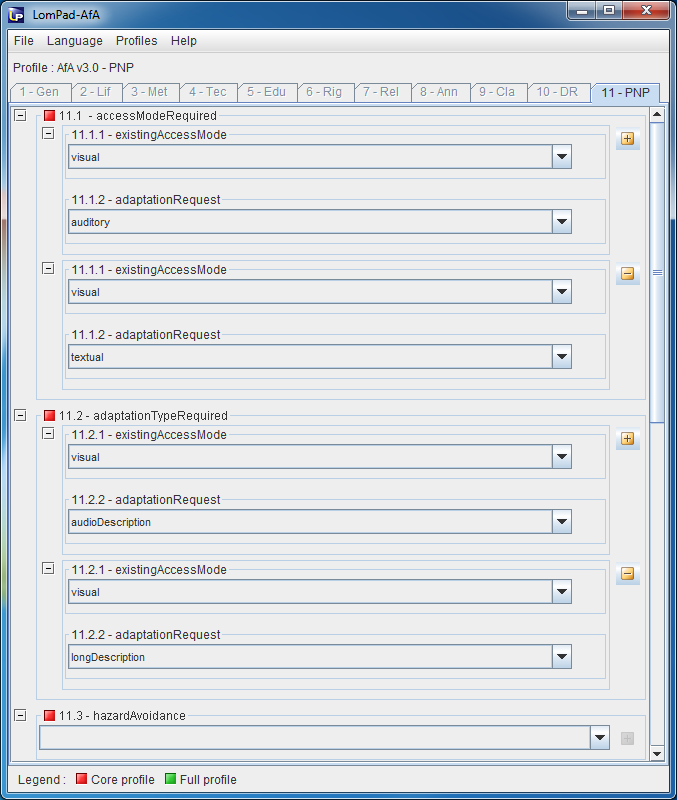 LomPad-AfA
File Language Profiles Help
Profile : AfA v3.0 - PNP
1 - Gen 2 - Lif 3 - Met 4 - Tec 5 - Edu 6 - Rig 7 - Rel 8 - Ann 9 - Cla 10 - DR 11 - PNP
11.1 - accessModeRequired
11.1.1 - existingAccessMode
visual
11.1.2 - adaptationRequest
auditory
11.1.1 - existingAccessMode
visual
11.1.2 - adaptationRequest
textual
11.2 - adaptationTypeRequired
11.2.1 - existingAccessMode
visual
11.2.2 - adaptationRequest
audioDescription
11.2.1 - existingAccessMode
visual
11.2.2 - adaptationRequest
longDescription
11.3 - hazardAvoidance
Legend : Core profile Full profile